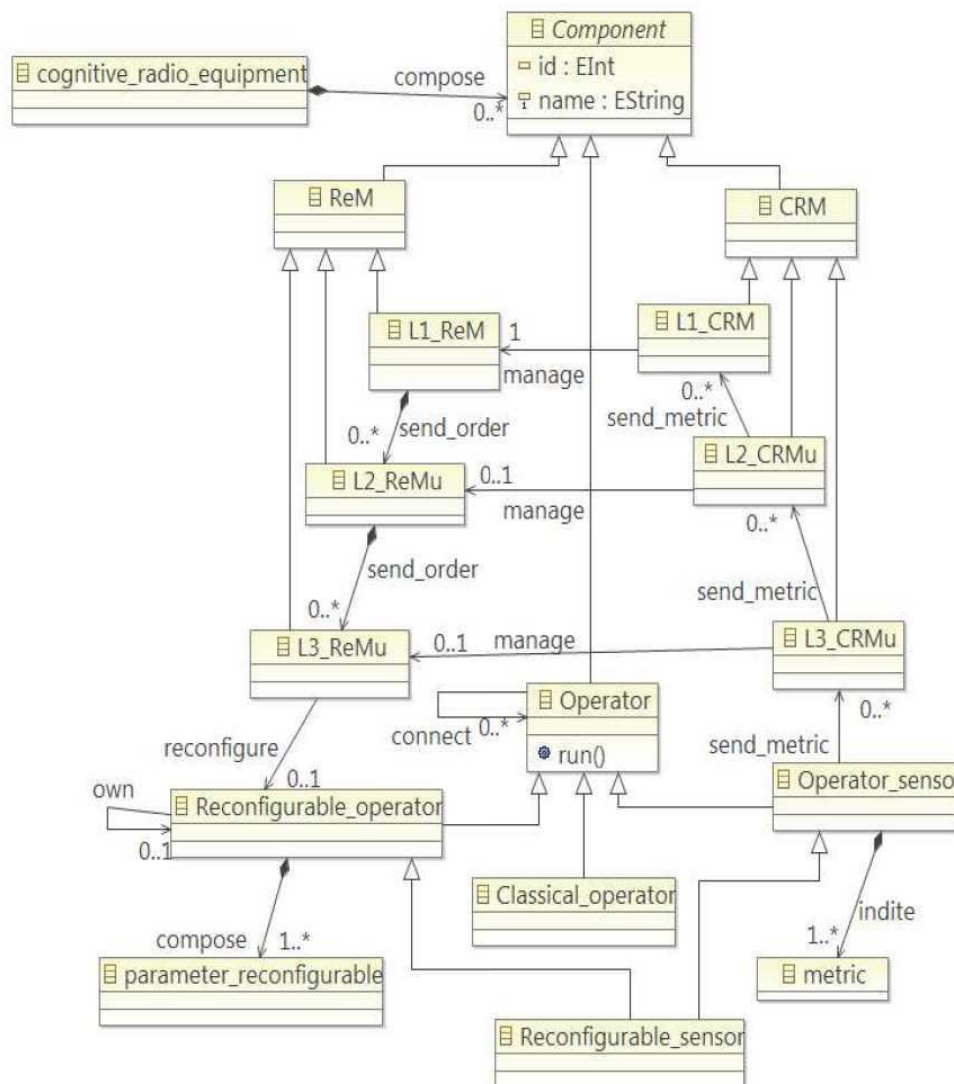 Component
cognitive_radio_equipment
compose
id : EInt
0..*
name : EString
ReM
CRM
L1_ReM
1
L1_CRM
manage
0..*
send_metric
0..*
send_order
L2_ReMu
0..1
L2_CRMu
manage
0..*
send_order
send_metric
0..*
L3_ReMu
0..1
manage
L3_CRMu
Operator
0..*
connect
0..*
reconfigure
run()
send_metric
own
0..1
Reconfigurable_operator
Operator_sensor
0..1
Classical_operator
indite
compose
1..*
1..*
parameter_reconfigurable
metric
Reconfigurable_sensor